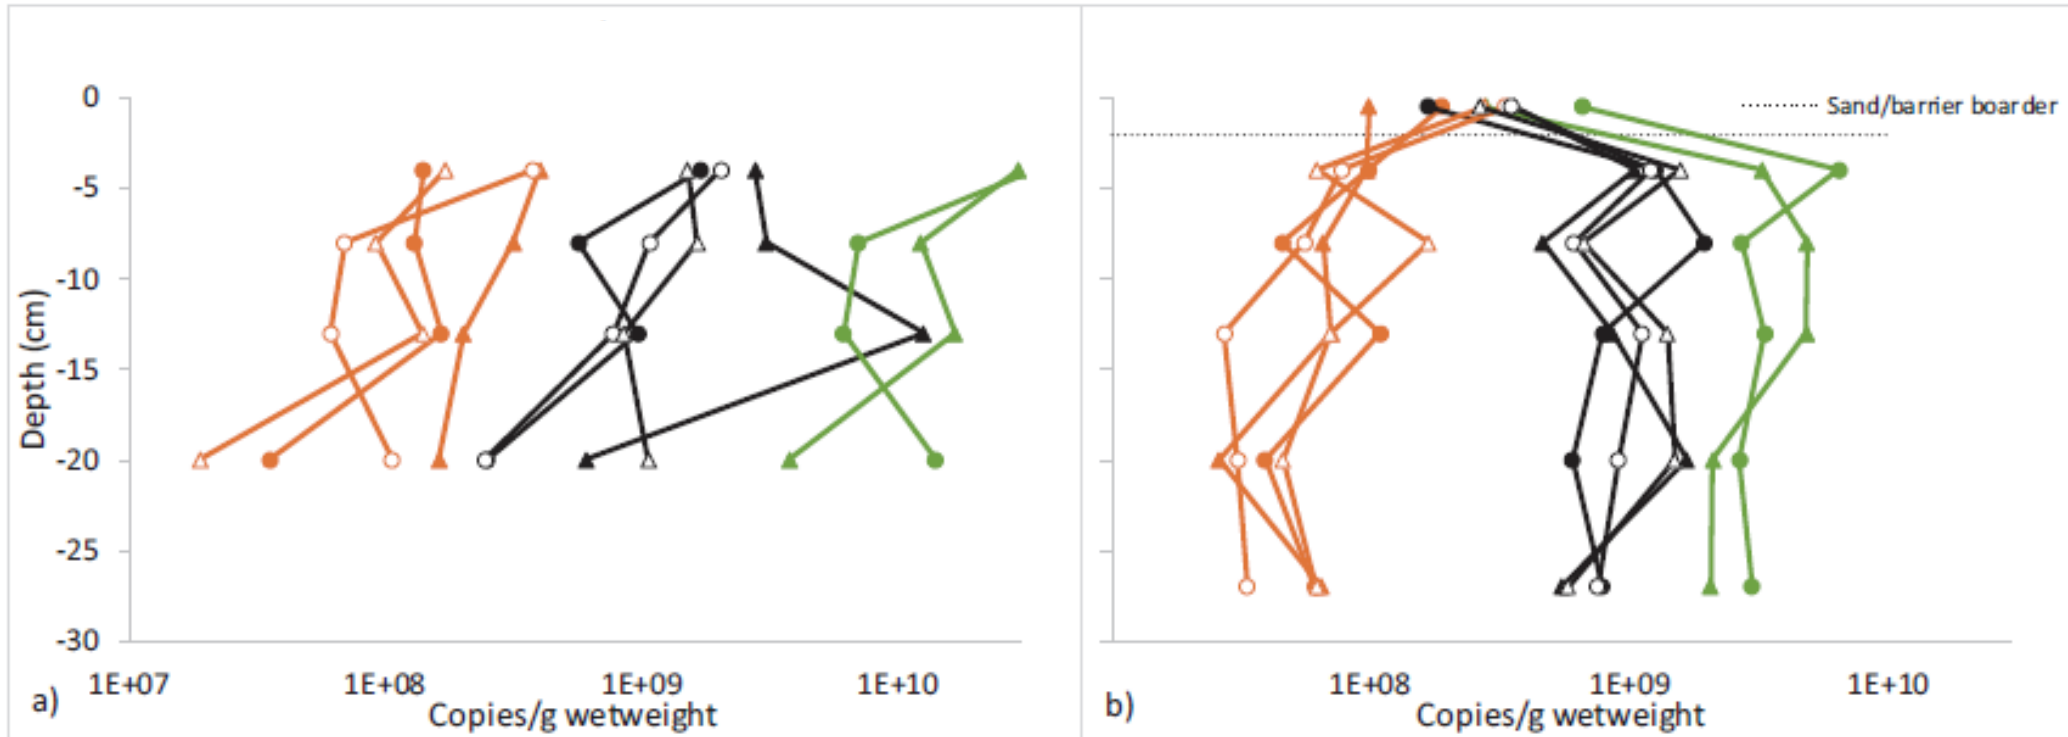 0
-5
-10
-15
-20
-25
-30
Depth (cm)
1E+07 1E+08 1E+09 1E+10
Copies/g wetweight
a)
Sand/barrier boarder
1E+08 1E+09 1E+10
Copies/g wetweight
b)